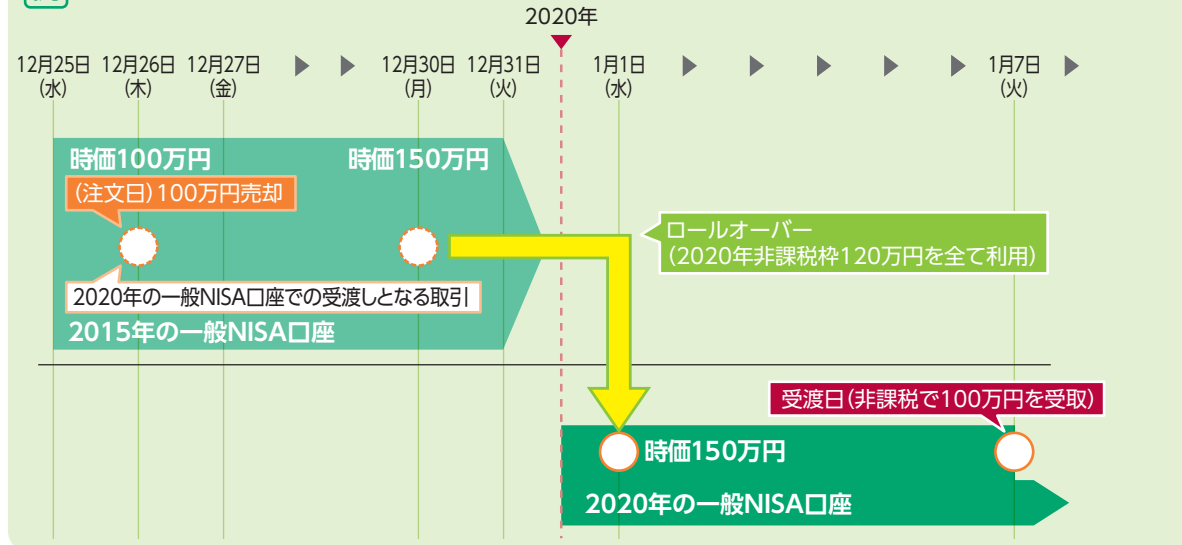 2020年
12月25日 12月26日 12月27日 12月30日 12月31日 1月1日 1月7日
(水) (木) (金) (月) (火) (水) (火)
時価100万円 時価150万円
(注文日)100万円売却
ロールオーバー
(2020年非課税枠120万円を全て利用)
2020年の一般NISA口座での受渡しとなる取引
2015年の一般NISA口座
受渡日(非課税で100万円を受取)
時価150万円
2020年の一般NISA口座